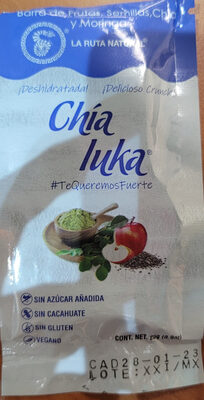 Barra de Frutas, Semillas, Chía
y Moringa
LA RUTA NATURAL
¡Deshidratada! ¡Delicioso Crunch!
Chía
luka®
#TeQueremosFuerte
SIN AZÚCAR AÑADIDA
SIN CACAHUATE
SIN GLUTEN
VEGANO
CONT. NET.
CAD28-01-23
LOTE:XXI/MX